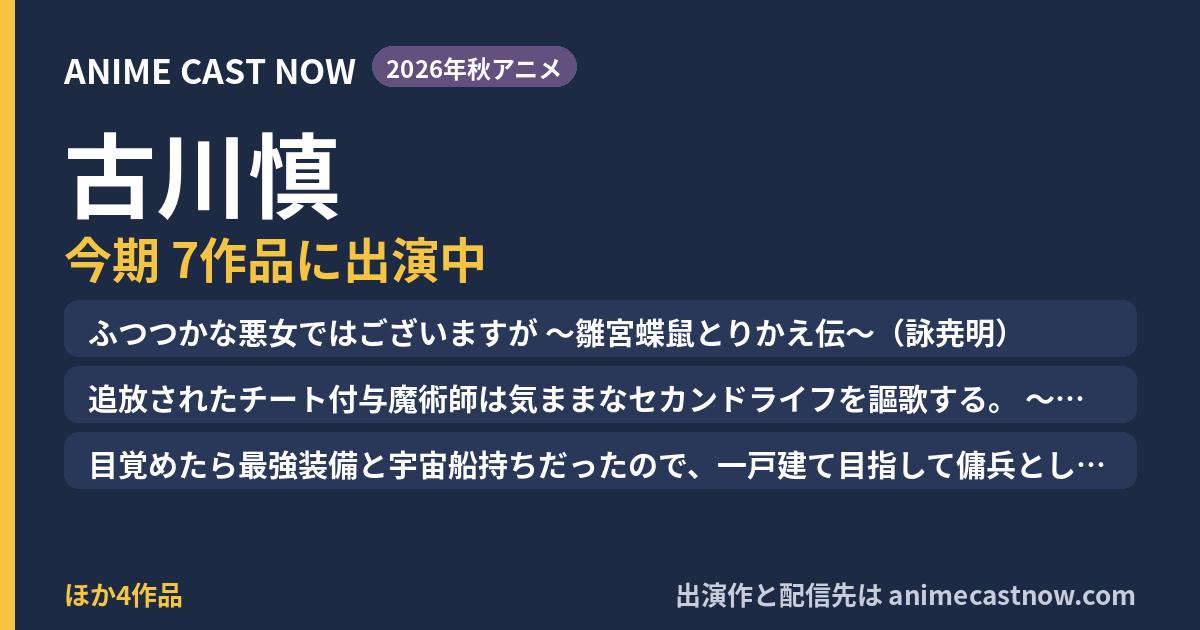 ANIME CAST NOW 2026年秋アニメ
古川慎
今期 7作品に出演中
ふつつかな悪女ではございますが ～雛宮蝶鼠とりかえ伝～（詠尭明）
追放されたチート付与魔術師は気ままなセカンドライフを謳歌する。 ～…
目覚めたら最強装備と宇宙船持ちだったので、一戸建て目指して傭兵とし…
ほか4作品
出演作と配信先は animecastnow.com